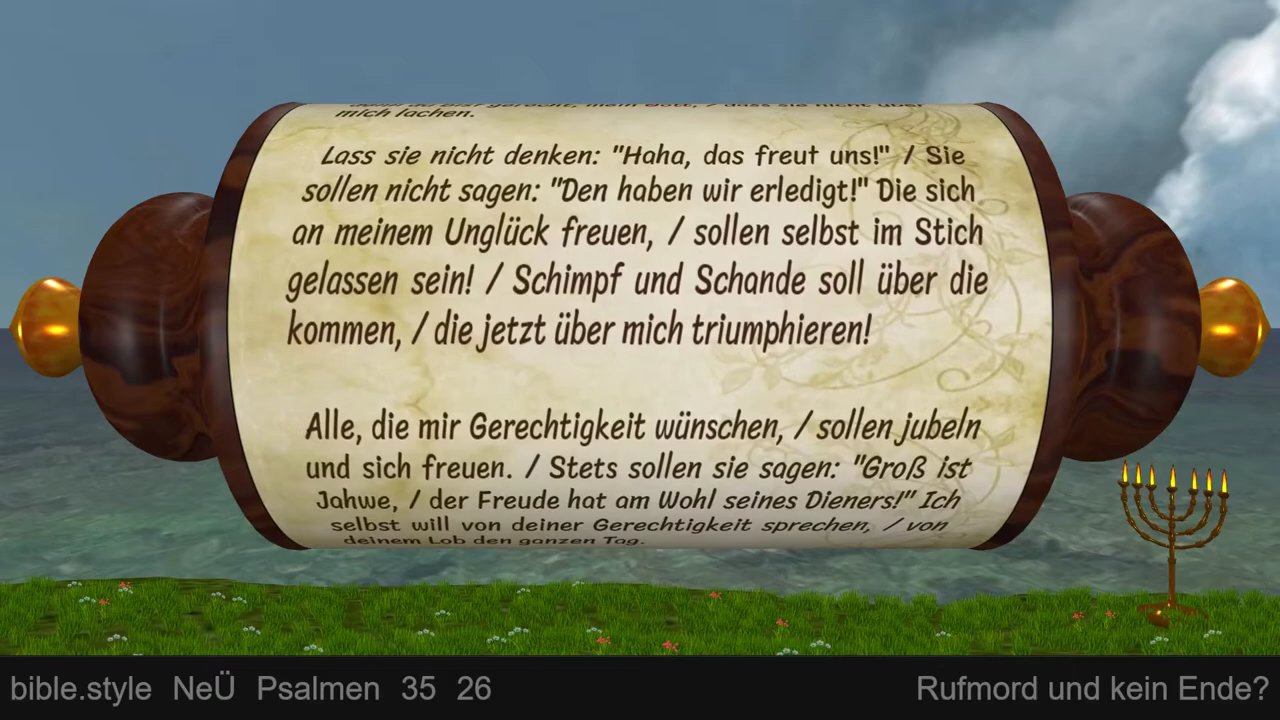 mich lachen.
Lass sie nicht denken: "Haha, das freut uns!" / Sie
sollen nicht sagen: "Den haben wir erledigt!" Die sich
an meinem Unglück freuen, / sollen selbst im Stich
gelassen sein! / Schimpf und Schande soll über die
kommen, / die jetzt über mich triumphieren!
Alle, die mir Gerechtigkeit wünschen, / sollen jubeln
und sich freuen. / Stets sollen sie sagen: "Groß ist
Jahwe, / der Freude hat am Wohl seines Dieners!" Ich
selbst will von deiner Gerechtigkeit sprechen, / von
deinem Lob den ganzen Tag.
bible.style NeÜ Psalmen 35 26
Rufmord und kein Ende?